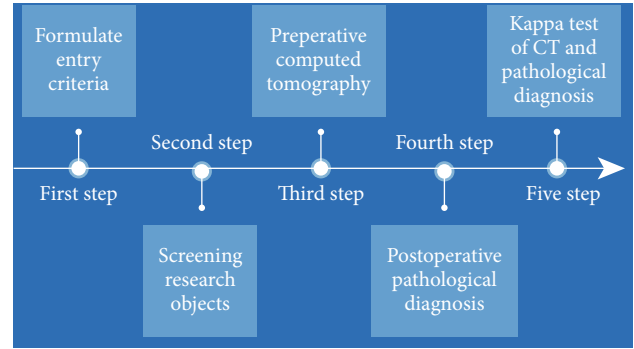 Formulate
entry
criteria
Preperative
computed
tomography
Kappa test
of CT and
pathological
diagnosis
Second step
Fourth step
First step
Third step
Five step
Screening
research
objects
Postoperative
pathological
diagnosis